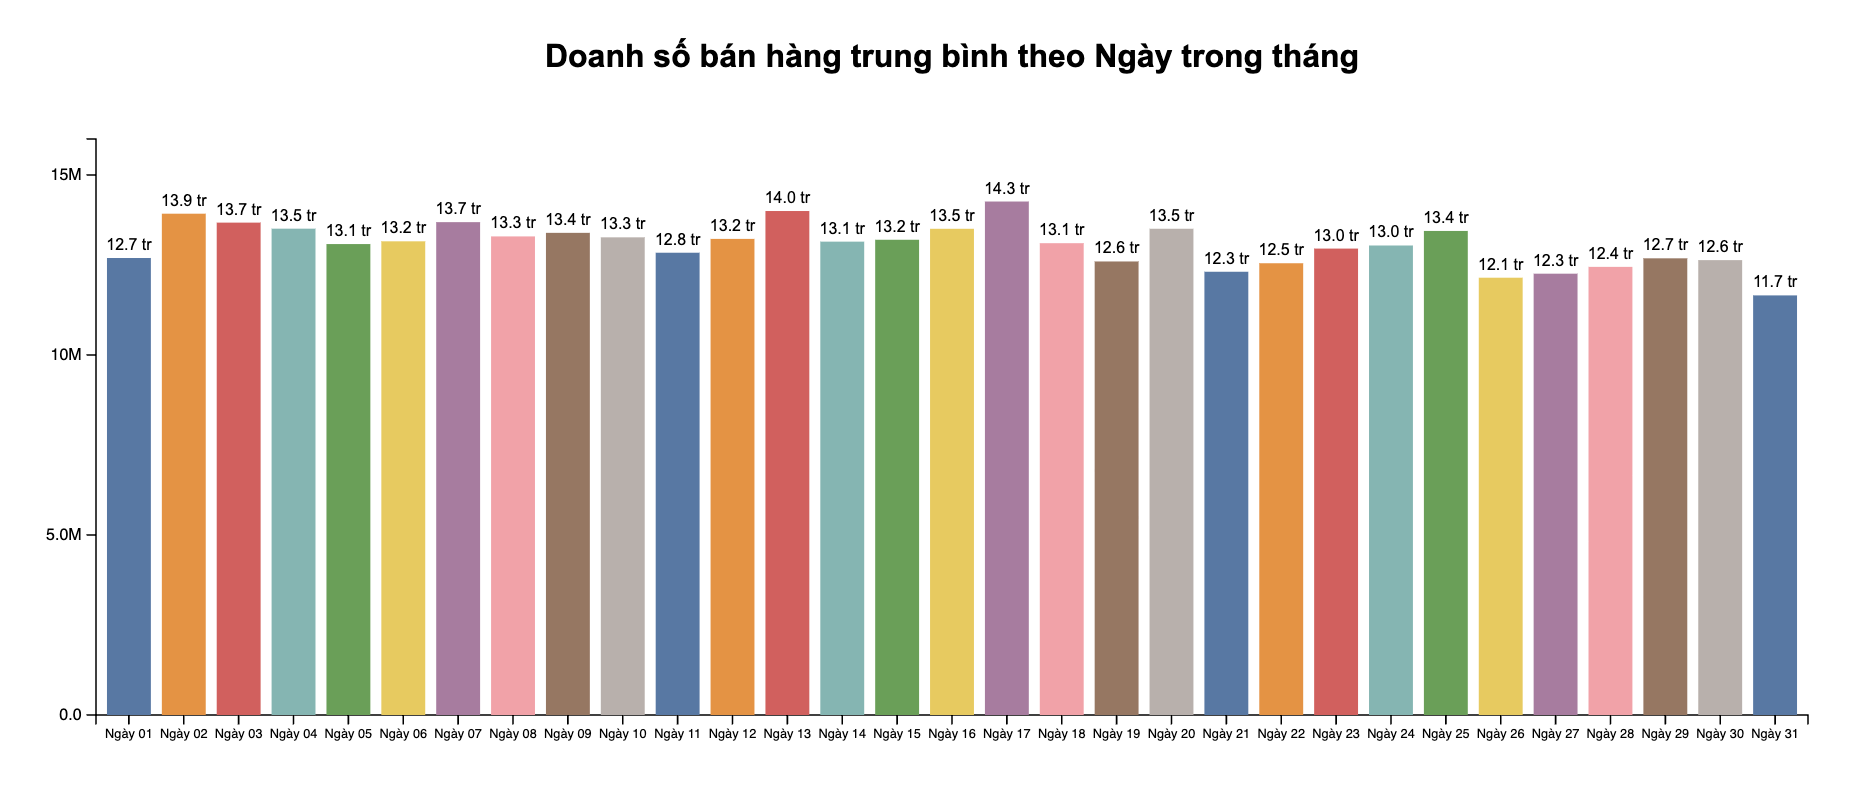 Doanh số bán hàng trung bình theo Ngày trong tháng
15M
10M
5.0M
0.0
12.7 tr
13.9 tr
13.7 tr
13.5 tr
13.1 tr
13.2 tr
13.7 tr
13.3 tr
13.4 tr
13.3 tr
12.8 tr
13.2 tr
14.0 tr
13.1 tr
13.2 tr
13.5 tr
14.3 tr
13.1 tr
12.6 tr
13.5 tr
12.3 tr
12.5 tr
13.0 tr
13.0 tr
13.4 tr
12.1 tr
12.3 tr
12.4 tr
12.7 tr
12.6 tr
11.7 tr
Ngày 01
Ngày 02
Ngày 03
Ngày 04
Ngày 05
Ngày 06
Ngày 07
Ngày 08
Ngày 09
Ngày 10
Ngày 11
Ngày 12
Ngày 13
Ngày 14
Ngày 15
Ngày 16
Ngày 17
Ngày 18
Ngày 19
Ngày 20
Ngày 21
Ngày 22
Ngày 23
Ngày 24
Ngày 25
Ngày 26
Ngày 27
Ngày 28
Ngày 29
Ngày 30
Ngày 31